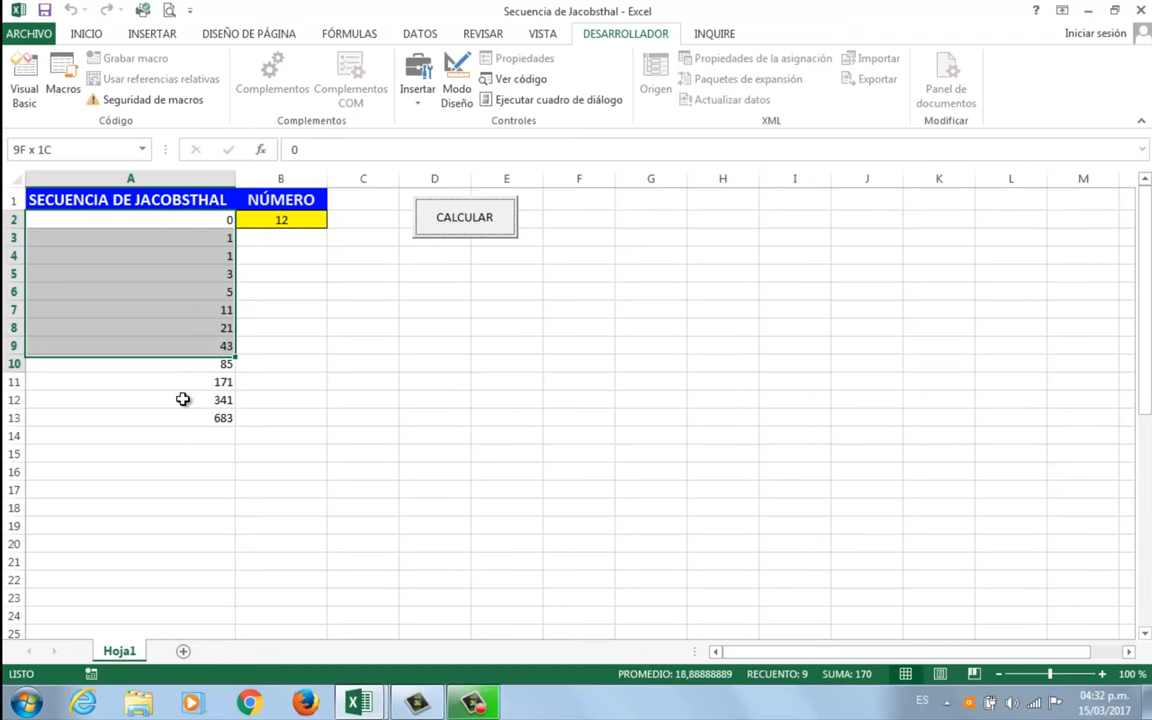 Secuencia de Jacobsthal - Excel
?
ARCHIVO INICIO INSERTAR DISEÑO DE PÁGINA FÓRMULAS DATOS REVISAR VISTA DESARROLLADOR INQUIRE Iniciar sesión
Visual Basic
Macros
Grabar macro
Usar referencias relativas
Seguridad de macros
Código
Complementos
Complementos COM
Complementos
Insertar
Modo Diseño
Propiedades
Ver código
Ejecutar cuadro de diálogo
Controles
Origen
Propiedades de la asignación
Paquetes de expansión
Actualizar datos
Importar
Exportar
XML
Panel de documentos
Modificar
9F x 1C fx 0
A B C D E F G H I J K L M
1 SECUENCIA DE JACOBSTHAL NÚMERO
2 0 12
CALCULAR
3 1
4 1
5 3
6 5
7 11
8 21
9 43
10 85
11 171
12 341
13 683
14
15
16
17
18
19
20
21
22
23
24
25
Hoja1
LISTO PROMEDIO: 18,88888889 RECUENTO: 9 SUMA: 170 100 %
ES 04:32 p.m.
15/03/2017